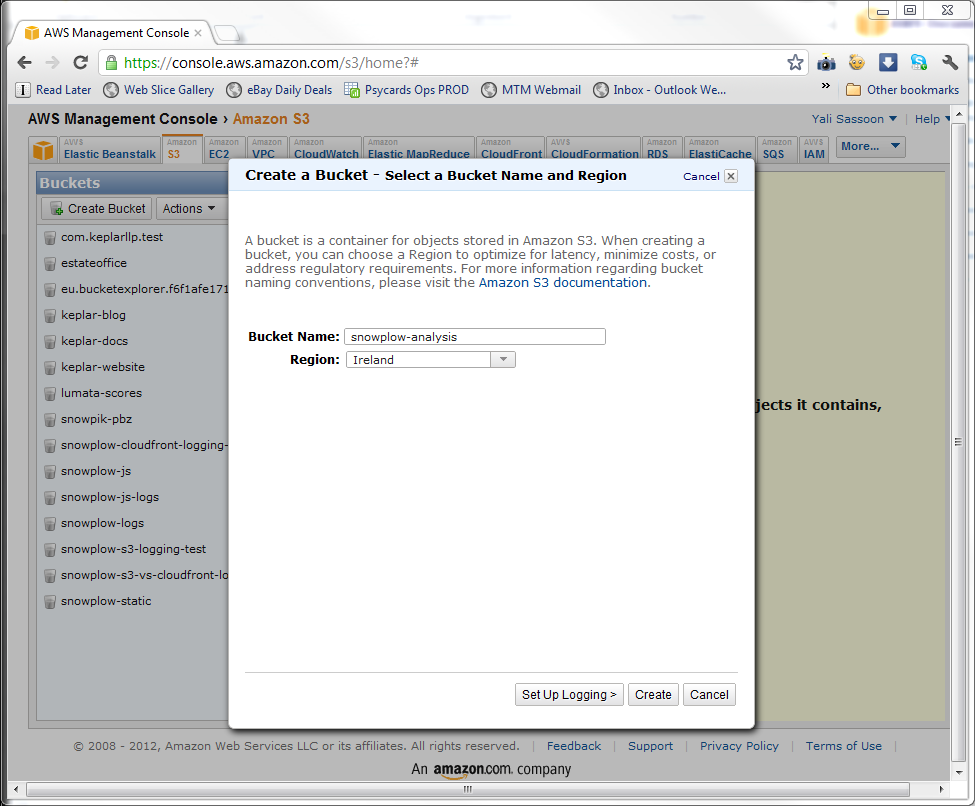 AWS Management Console
https://console.aws.amazon.com/s3/home?#
Read Later Web Slice Gallery eBay Daily Deals Psycards Ops PROD MTM Webmail Inbox - Outlook We... » Other bookmarks
AWS Management Console › Amazon S3
Yali Sassoon Help
AWS Elastic Beanstalk
Amazon S3
Amazon EC2
Amazon VPC
Amazon CloudWatch
Amazon Elastic MapReduce
Amazon CloudFront
AWS CloudFormation
Amazon RDS
Amazon ElastiCache
Amazon SQS
AWS IAM
More...
Buckets
Create Bucket Actions
com.keplarllp.test
estateoffice
eu.bucketexplorer.f6f1afe171
keplar-blog
keplar-docs
keplar-website
lumata-scores
snowpik-pbz
snowplow-cloudfront-logging-
snowplow-js
snowplow-js-logs
snowplow-logs
snowplow-s3-logging-test
snowplow-s3-vs-cloudfront-lo
snowplow-static
Create a Bucket - Select a Bucket Name and Region
Cancel
A bucket is a container for objects stored in Amazon S3. When creating a
bucket, you can choose a Region to optimize for latency, minimize costs, or
address regulatory requirements. For more information regarding bucket
naming conventions, please visit the Amazon S3 documentation.
Bucket Name: snowplow-analysis
Region: Ireland
Set Up Logging > Create Cancel
jects it contains,
© 2008 - 2012, Amazon Web Services LLC or its affiliates. All rights reserved. | Feedback | Support | Privacy Policy | Terms of Use |
An amazon.com. company